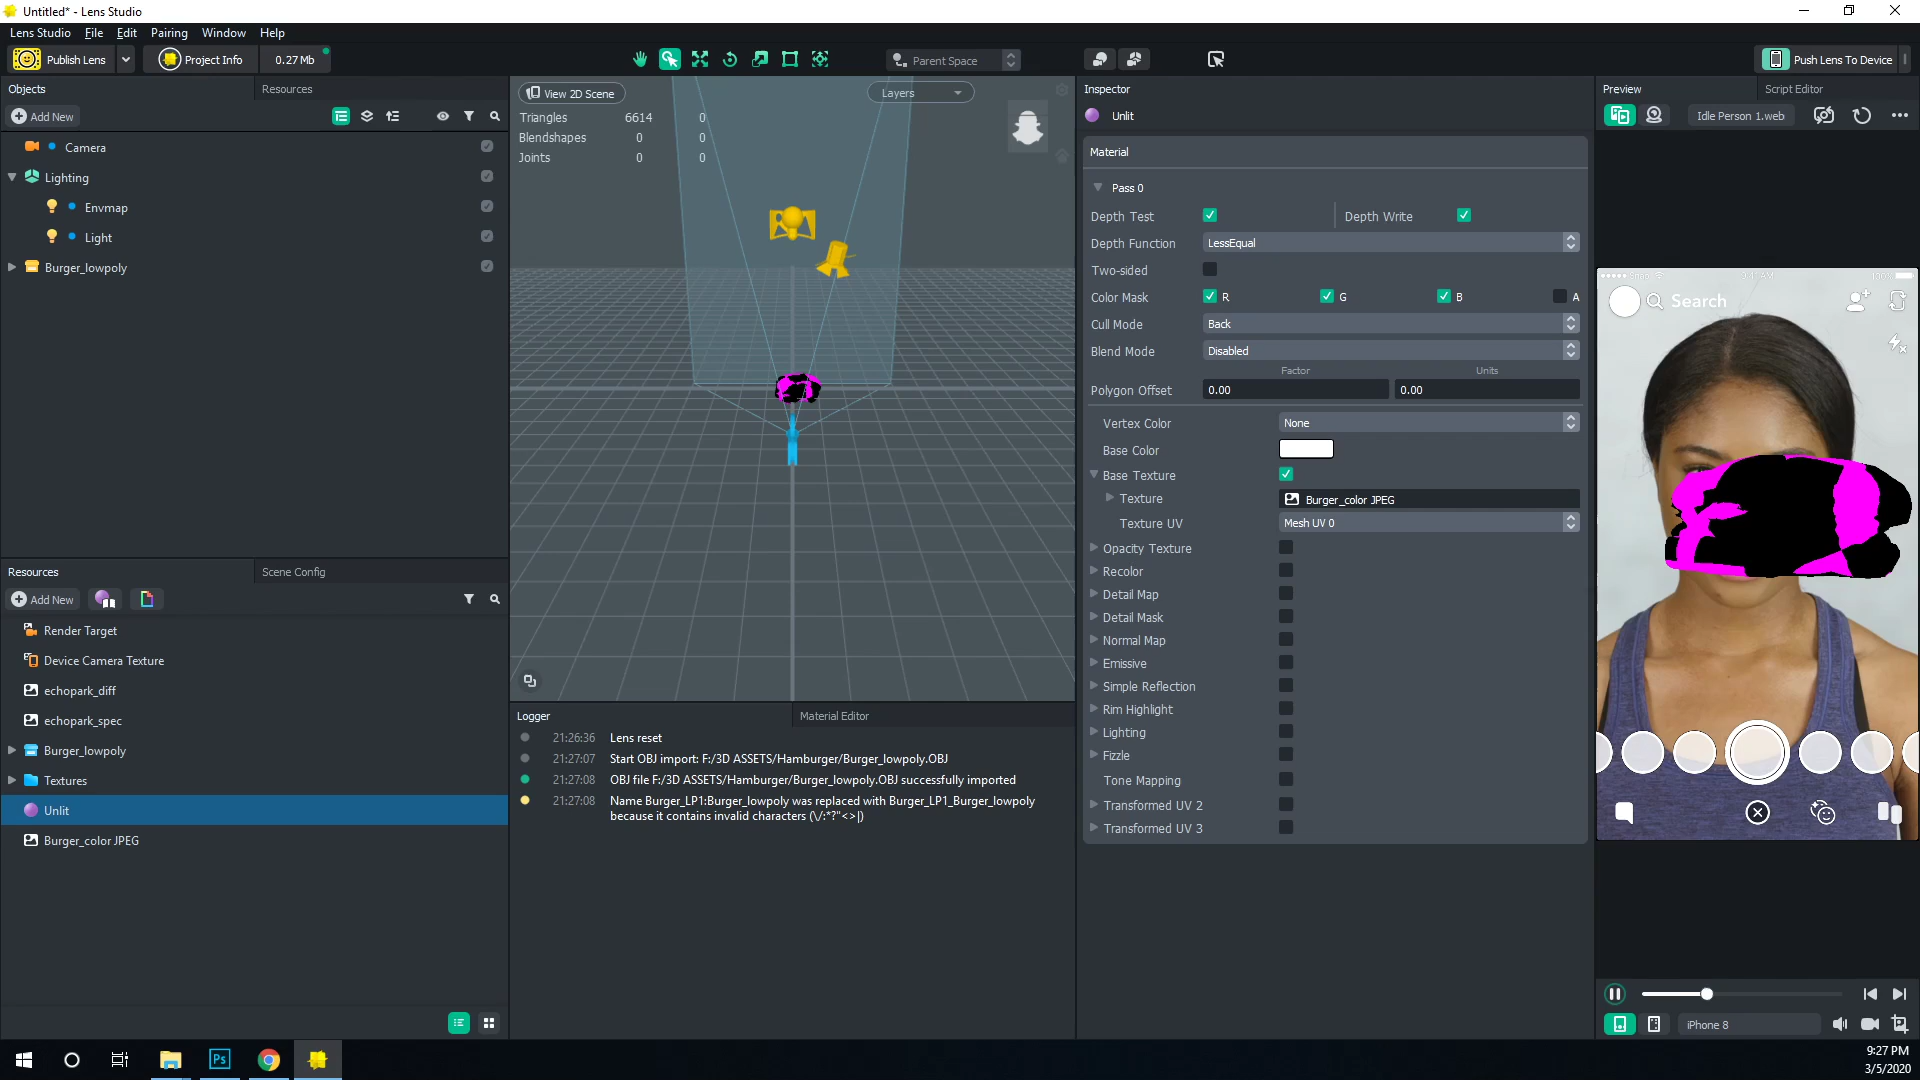 Untitled* - Lens Studio
Lens Studio File Edit Pairing Window Help
Publish Lens Project Info 0.27 Mb Parent Space Push Lens To Device
Objects Resources
Add New
Camera
Lighting
Envmap
Light
Burger_lowpoly
Resources Scene Config
Add New
Render Target
Device Camera Texture
echopark_diff
echopark_spec
Burger_lowpoly
Textures
Unlit
Burger_color JPEG
View 2D Scene Layers
Triangles 6614 0
Blendshapes 0 0
Joints 0 0
Logger Material Editor
21:26:36 Lens reset
21:27:07 Start OBJ import: F:/3D ASSETS/Hamburger/Burger_lowpoly.OBJ
21:27:08 OBJ file F:/3D ASSETS/Hamburger/Burger_lowpoly.OBJ successfully imported
21:27:08 Name Burger_LP1:Burger_lowpoly was replaced with Burger_LP1_Burger_lowpoly
because it contains invalid characters (\/:*?"<>|)
Inspector
Unlit
Material
Pass 0
Depth Test Depth Write
Depth Function LessEqual
Two-sided
Color Mask R G B A
Cull Mode Back
Blend Mode Disabled
Factor Units
Polygon Offset 0.00 0.00
Vertex Color None
Base Color
Base Texture
Texture Burger_color JPEG
Texture UV Mesh UV 0
Opacity Texture
Recolor
Detail Map
Detail Mask
Normal Map
Emissive
Simple Reflection
Rim Highlight
Lighting
Fizzle
Tone Mapping
Transformed UV 2
Transformed UV 3
Preview Script Editor
Idle Person 1.web
Search
iPhone 8
Ps
9:27 PM
3/5/2020